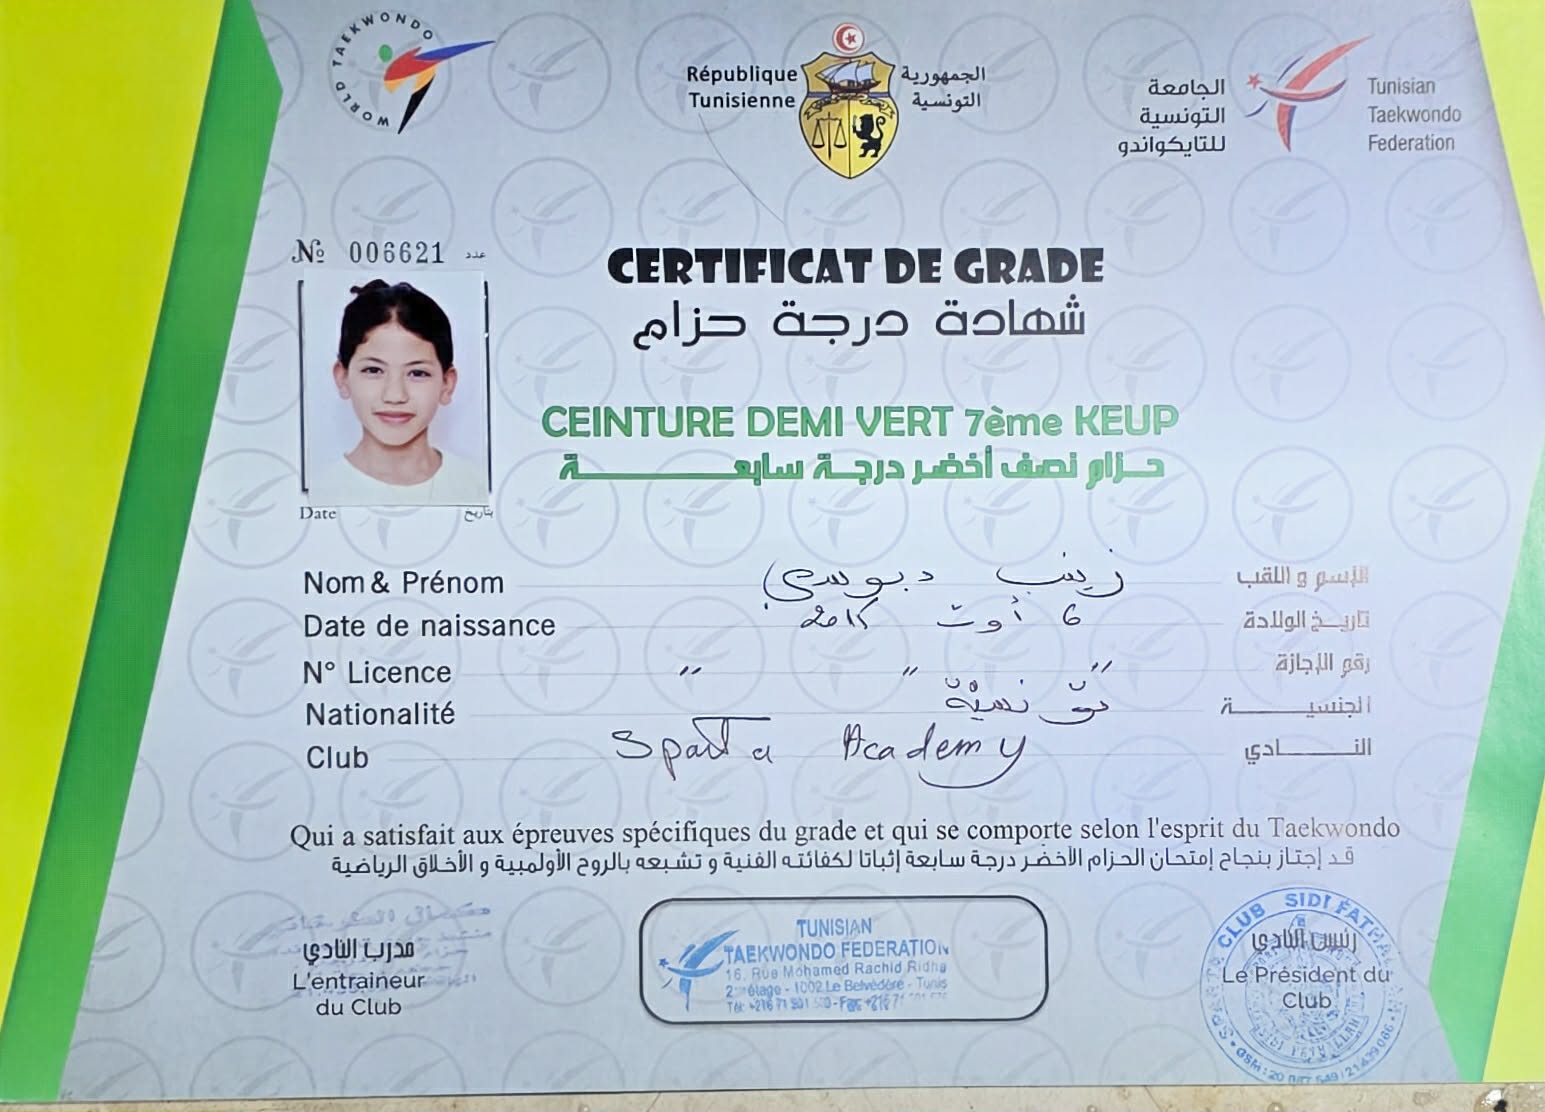 WORLD TAEKWONDO
République
Tunisienne
الجمهورية
التونسية
الجامعة
التونسية
للتايكواندو
Tunisian
Taekwondo
Federation
№ 006621 عدد
CERTIFICAT DE GRADE
شهادة درجة حزام
CEINTURE DEMI VERT 7ème KEUP
حزام نصف أخضر درجة سابعة
Date بتاريخ
Nom & Prénom زينب دبوسي الإسم و اللقب
Date de naissance 6 أوت تاريخ الولادة
N° Licence " " " رقم الإجازة
Nationalité تونسية الجنسية
Club Sparta Academy النادي
Qui a satisfait aux épreuves spécifiques du grade et qui se comporte selon l'esprit du Taekwondo
قد إجتاز بنجاح إمتحان الحزام الأخضر درجة سابعة إثباتا لكفائته الفنية و تشبعه بالروح الأولمبية و الأخلاق الرياضية
مدرب النادي
L'entraineur
du Club
TUNISIAN
TAEKWONDO FEDERATION
16, Rue Mohamed Rachid Ridha
étage - 1002 Le Belvédère - Tunis
رئيس النادي
Le Président du
Club
CLUB SIDI FATHALLAH